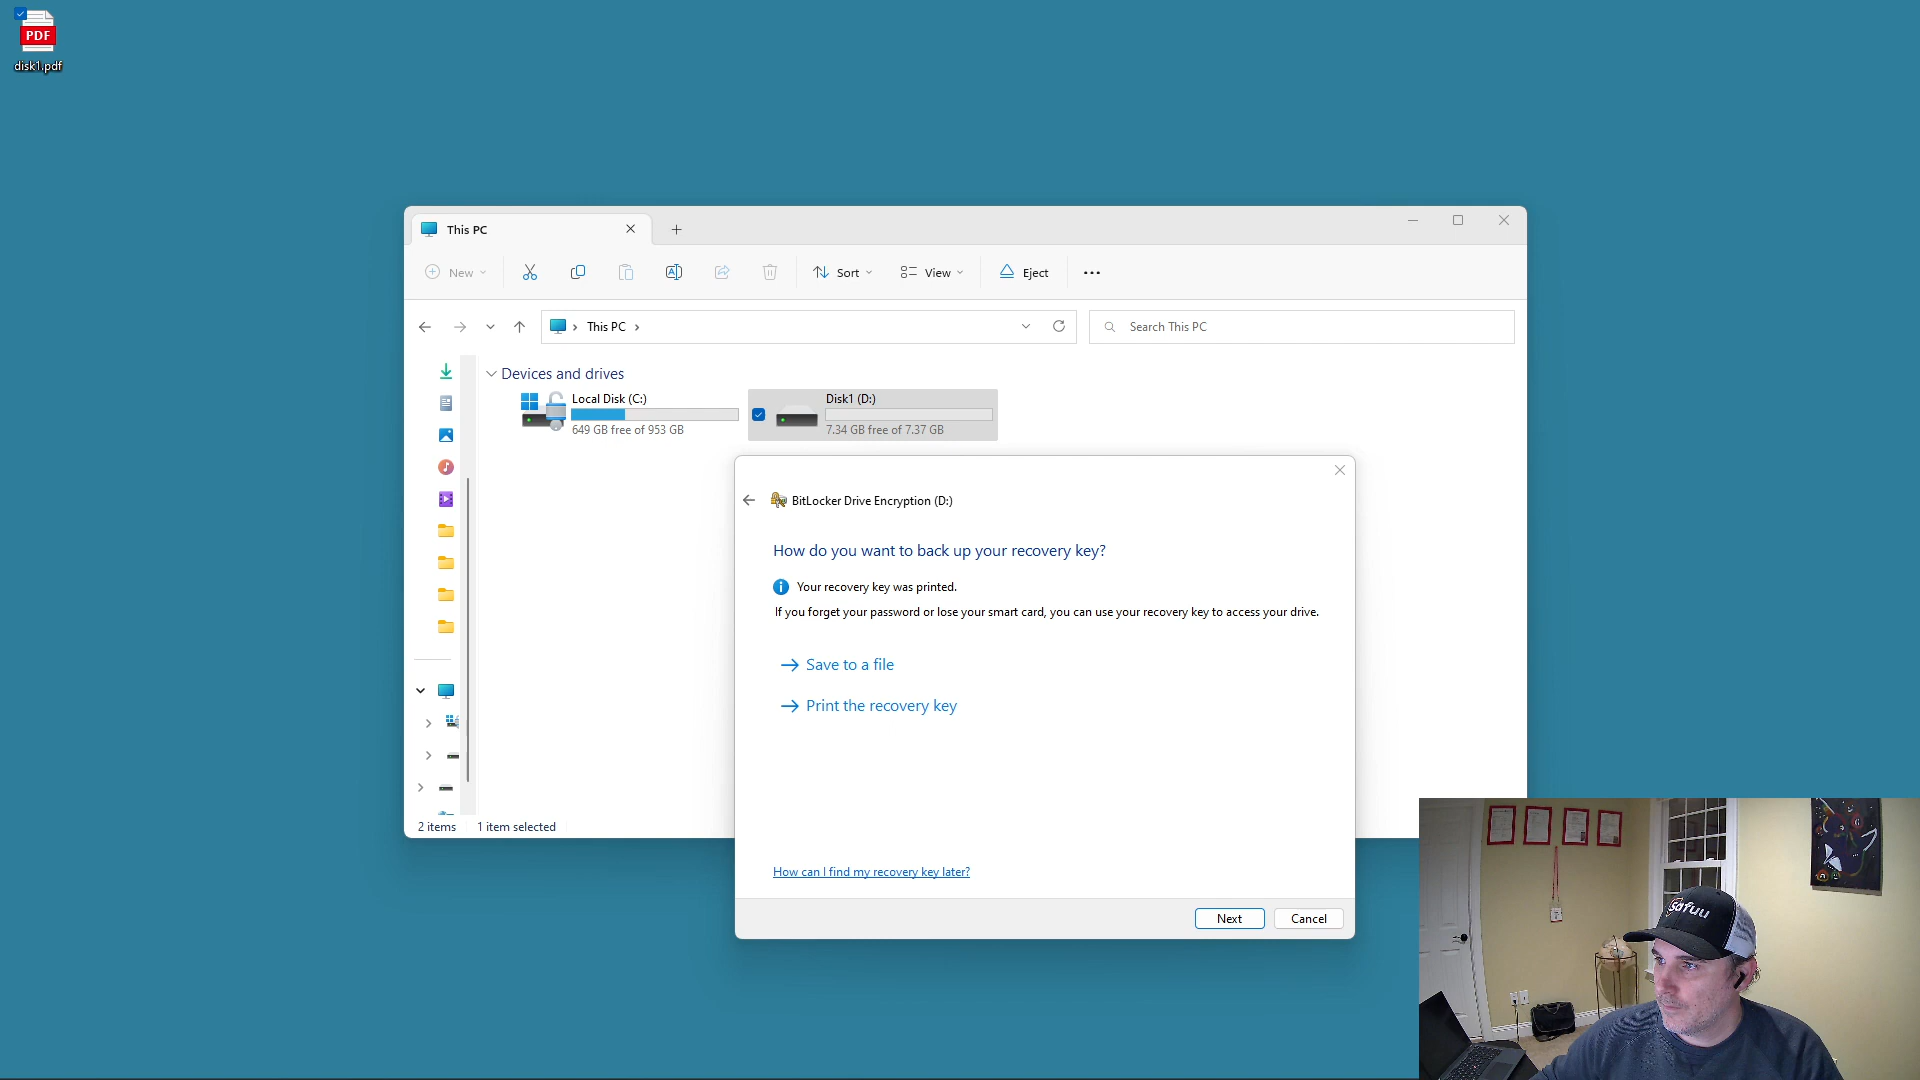 PDF
disk1.pdf
This PC
New
Sort
View
Eject
This PC
Search This PC
Devices and drives
Local Disk (C:)
649 GB free of 953 GB
Disk1 (D:)
7.34 GB free of 7.37 GB
BitLocker Drive Encryption (D:)
How do you want to back up your recovery key?
Your recovery key was printed.
If you forget your password or lose your smart card, you can use your recovery key to access your drive.
Save to a file
Print the recovery key
How can I find my recovery key later?
Next
Cancel
2 items
1 item selected
safuu